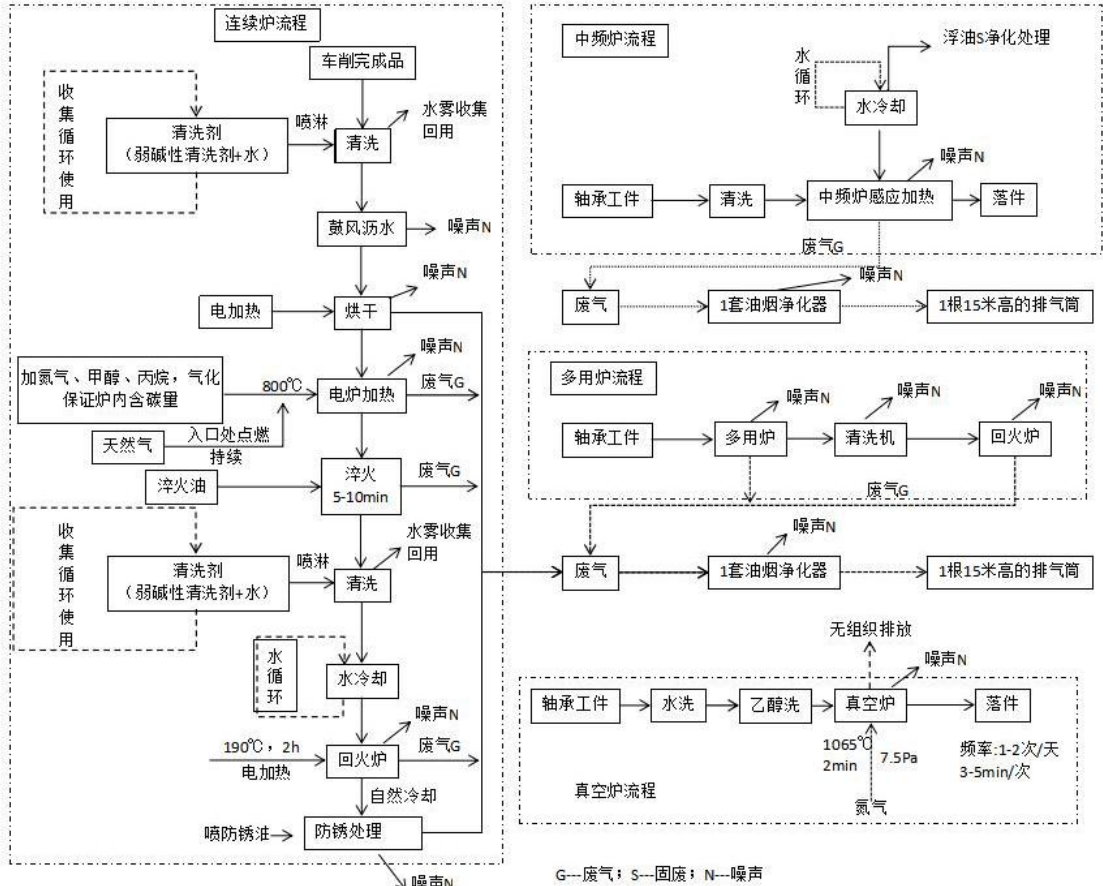 连续炉流程
车削完成品
收集循环使用
清洗剂
（弱碱性清洗剂+水）
喷淋
清洗
水雾收集
回用
鼓风沥水
噪声N
电加热
烘干
噪声N
加氮气、甲醇、丙烷，气化
保证炉内含碳量
800℃
电炉加热
噪声N
废气G
天然气
入口处点燃
持续
淬火油
淬火
5-10min
废气G
收集循环使用
清洗剂
（弱碱性清洗剂+水）
喷淋
清洗
水雾收集
回用
水循环
水冷却
190℃，2h
电加热
回火炉
噪声N
废气G
自然冷却
喷防锈油
防锈处理
噪声N
中频炉流程
浮油S净化处理
水循环
水冷却
噪声N
轴承工件
清洗
中频炉感应加热
落件
废气G
噪声N
废气
1套油烟净化器
1根15米高的排气筒
多用炉流程
噪声N
噪声N
噪声N
轴承工件
多用炉
清洗机
回火炉
废气G
噪声N
废气
1套油烟净化器
1根15米高的排气筒
无组织排放
噪声N
轴承工件
水洗
乙醇洗
真空炉
落件
1065℃
2min
7.5Pa
频率:1-2次/天
3-5min/次
真空炉流程
氮气
G---废气；S---固废；N---噪声